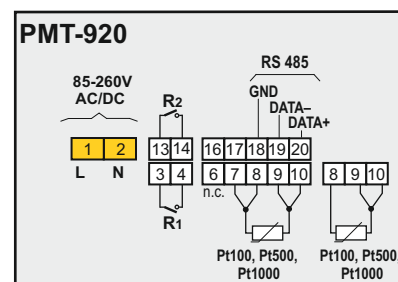 PMT-920
RS 485
85-260V
AC/DC
GND
DATA–
DATA+
R2
1 2
13 14
16 17 18 19 20
L N
3 4
6 7 8 9 10
8 9 10
n.c.
R1
Pt100, Pt500,
Pt1000
Pt100, Pt500,
Pt1000